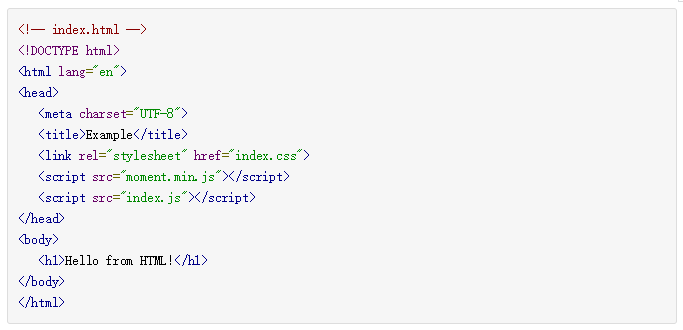 <!-- index.html -->
<!DOCTYPE html>
<html lang="en">
<head>
<meta charset="UTF-8">
<title>Example</title>
<link rel="stylesheet" href="index.css">
<script src="moment.min.js"></script>
<script src="index.js"></script>
</head>
<body>
<h1>Hello from HTML!</h1>
</body>
</html>